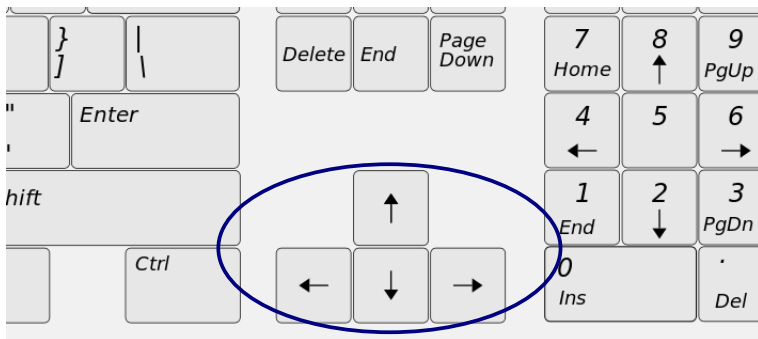 }
]
|
\
Delete
End
Page
Down
7
Home
8
↑
9
PgUp
"
'
Enter
4
←
5
6
→
hift
↑
1
End
2
↓
3
PgDn
Ctrl
←
↓
→
0
Ins
.
Del